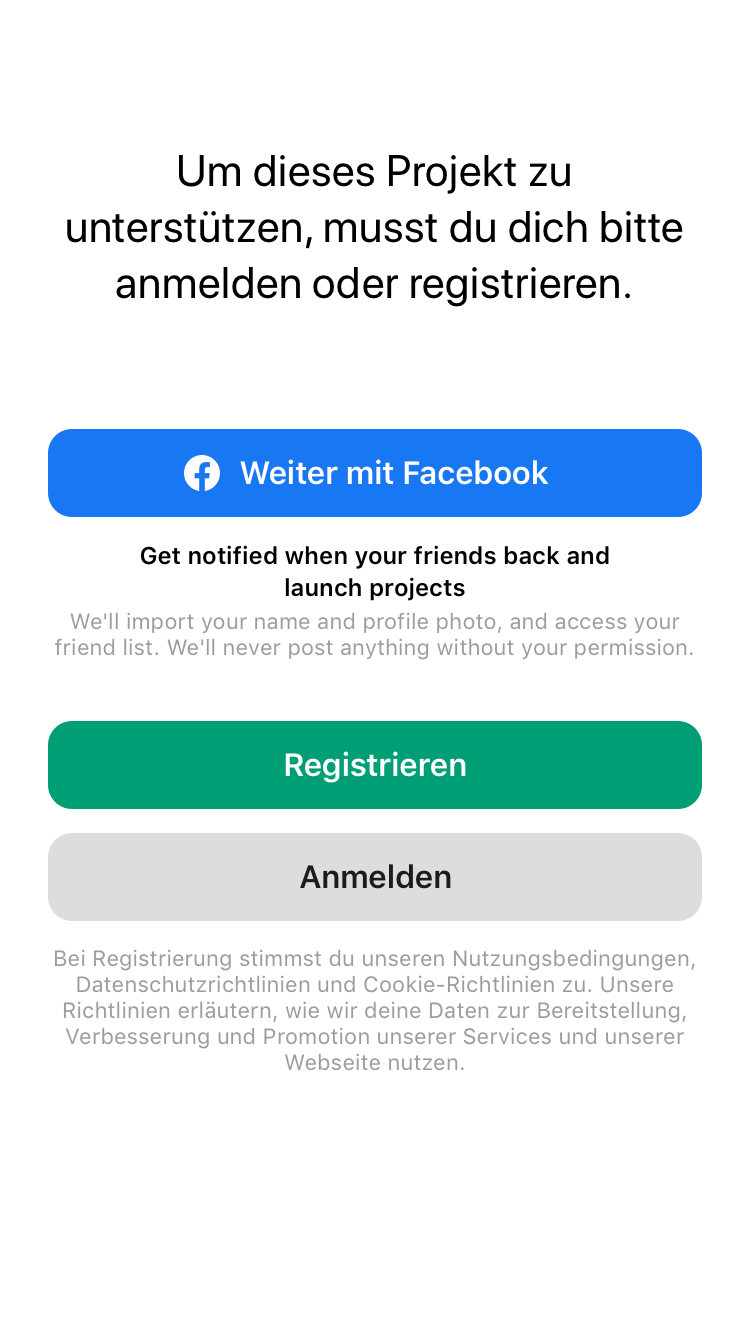 Um dieses Projekt zu
unterstützen, musst du dich bitte
anmelden oder registrieren.
Weiter mit Facebook
Get notified when your friends back and
launch projects
We'll import your name and profile photo, and access your
friend list. We'll never post anything without your permission.
Registrieren
Anmelden
Bei Registrierung stimmst du unseren Nutzungsbedingungen,
Datenschutzrichtlinien und Cookie-Richtlinien zu. Unsere
Richtlinien erläutern, wie wir deine Daten zur Bereitstellung,
Verbesserung und Promotion unserer Services und unserer
Webseite nutzen.